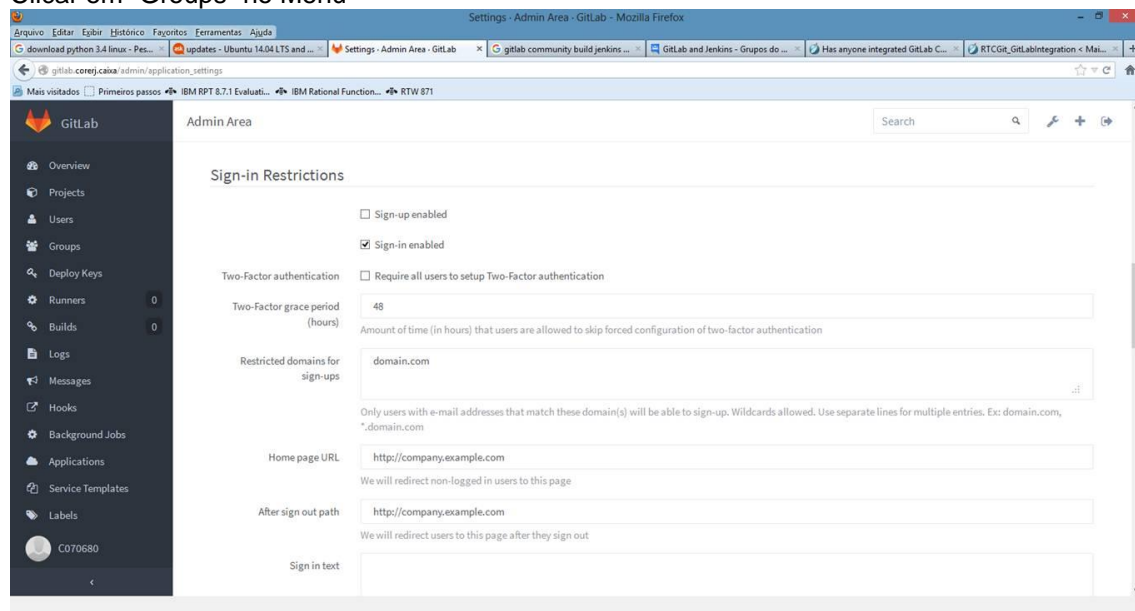 Clicar em "Groups" no Menu
Settings - Admin Area - GitLab - Mozilla Firefox
Arquivo Editar Exibir Histórico Favoritos Ferramentas Ajuda
download python 3.4 linux - Pes... updates - Ubuntu 14.04 LTS and ... Settings · Admin Area · GitLab gitlab community build jenkins ... GitLab and Jenkins - Grupos do ... Has anyone integrated GitLab C... RTCGit_GitLabIntegration < Mai...
gitlab.corerj.caixa/admin/application_settings
Mais visitados Primeiros passos IBM RPT 8.7.1 Evaluati... IBM Rational Function... RTW 871
GitLab
Admin Area
Search
Overview
Projects
Users
Groups
Deploy Keys
Runners 0
Builds 0
Logs
Messages
Hooks
Background Jobs
Applications
Service Templates
Labels
C070680
Sign-in Restrictions
Sign-up enabled
Sign-in enabled
Two-Factor authentication
Require all users to setup Two-Factor authentication
Two-Factor grace period
(hours)
48
Amount of time (in hours) that users are allowed to skip forced configuration of two-factor authentication
Restricted domains for
sign-ups
domain.com
Only users with e-mail addresses that match these domain(s) will be able to sign-up. Wildcards allowed. Use separate lines for multiple entries. Ex: domain.com,
*.domain.com
Home page URL
http://company.example.com
We will redirect non-logged in users to this page
After sign out path
http://company.example.com
We will redirect users to this page after they sign out
Sign in text